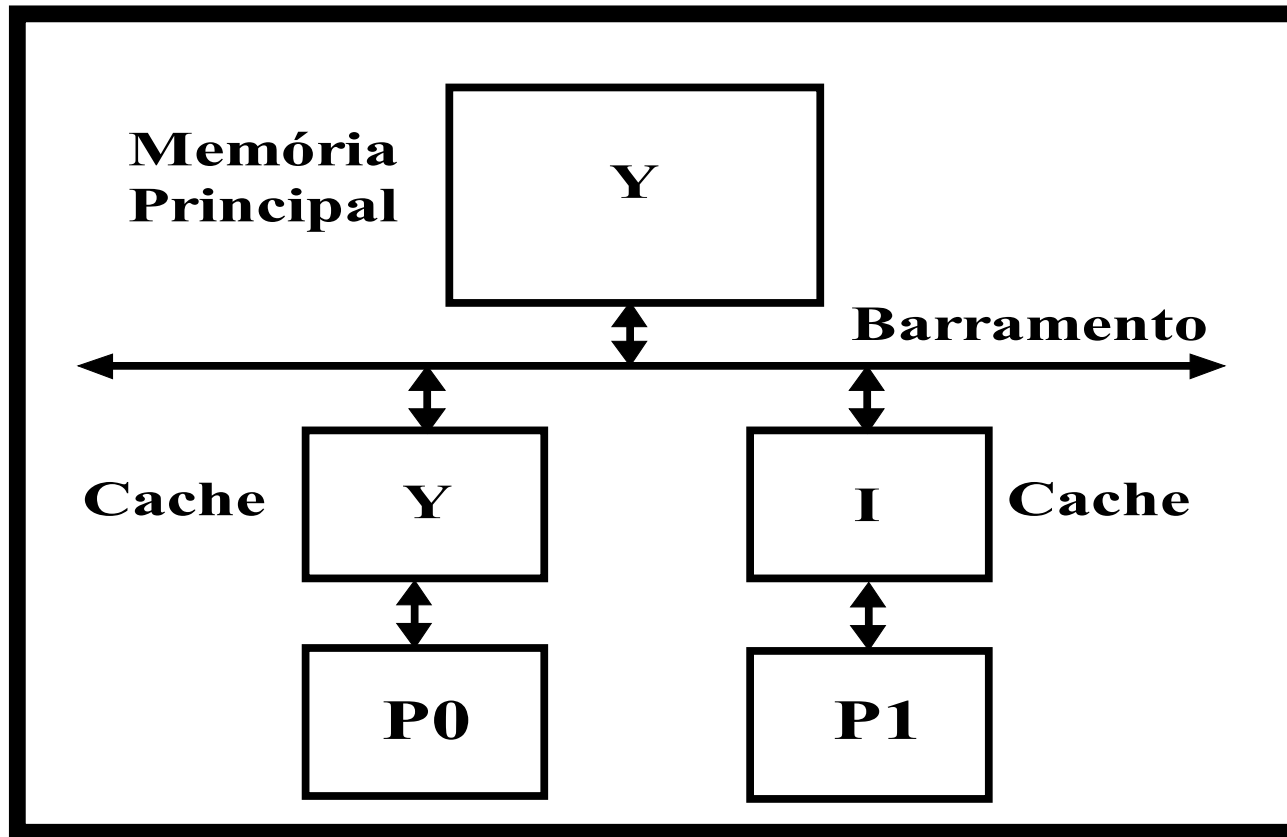 Memória
Principal
Y
Barramento
Cache
Y
I
Cache
P0
P1